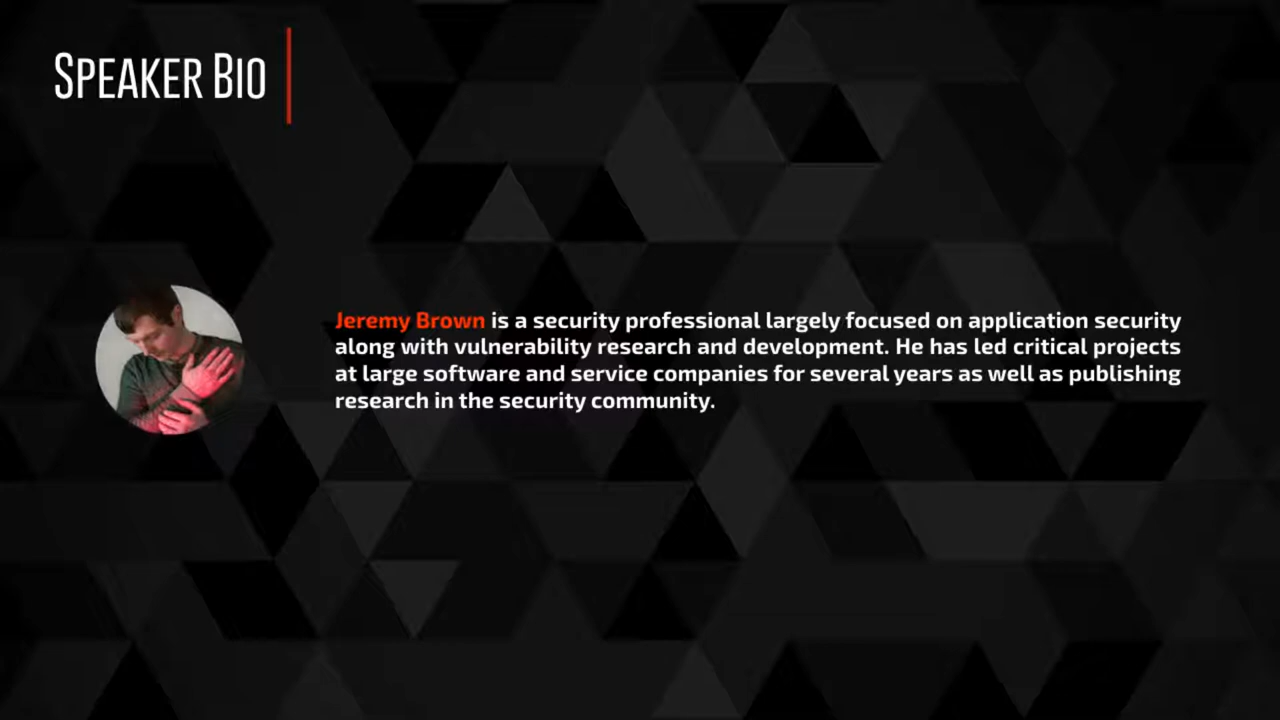 Speaker Bio
Jeremy Brown is a security professional largely focused on application security
along with vulnerability research and development. He has led critical projects
at large software and service companies for several years as well as publishing
research in the security community.